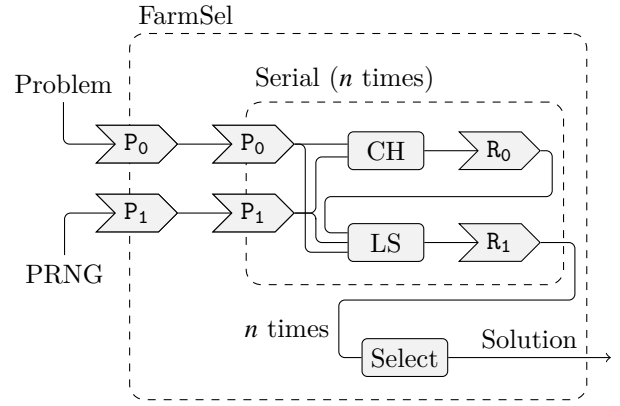 FarmSel
Problem
Serial (n times)
P₀
P₀
CH
R₀
P₁
P₁
LS
R₁
PRNG
n times
Select
Solution